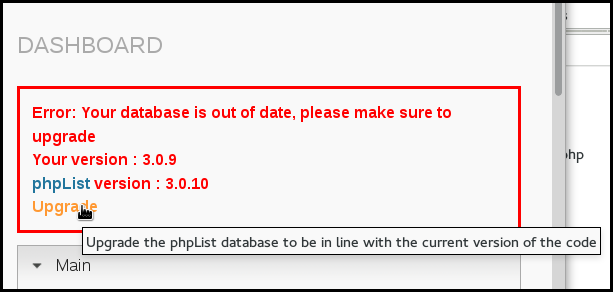 DASHBOARD
Error: Your database is out of date, please make sure to
upgrade
Your version : 3.0.9
phpList version : 3.0.10
Upgrade
Upgrade the phpList database to be in line with the current version of the code
Main